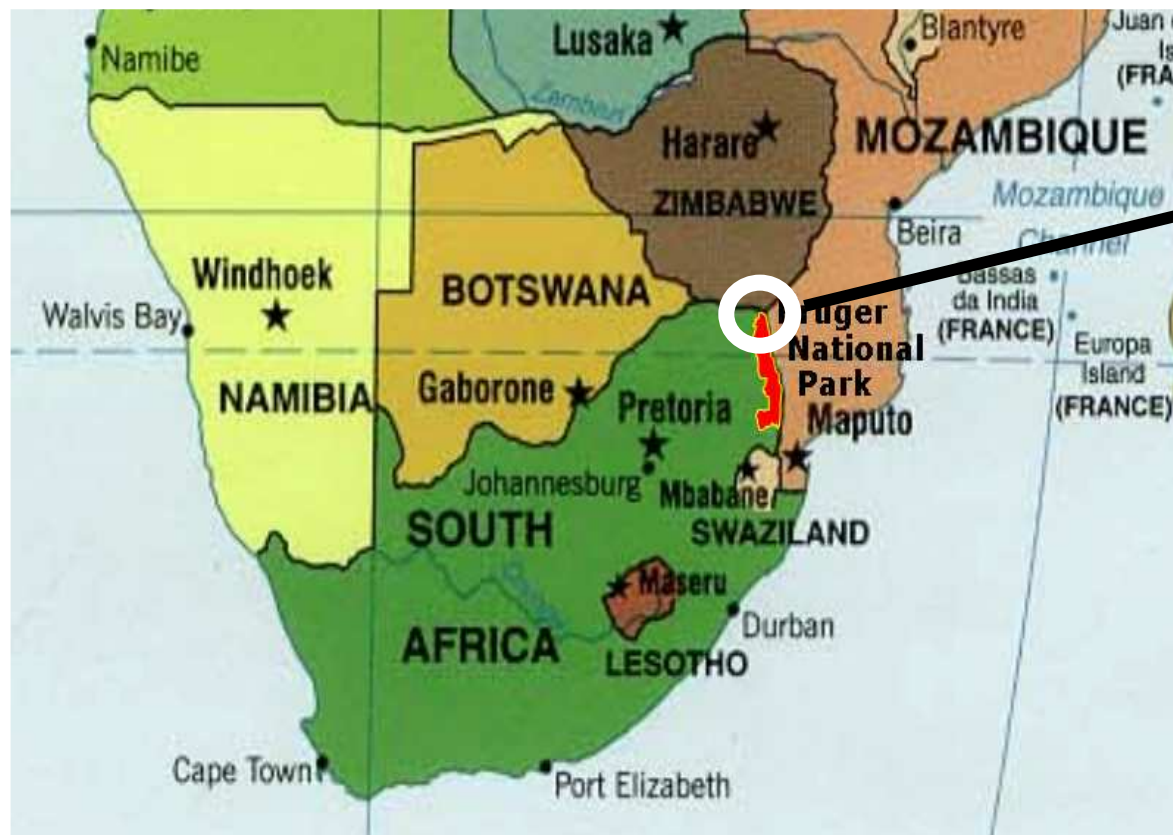 Namibe
Lusaka
Blantyre
Juan
(FRA
Zambezi
Harare
ZIMBABWE
MOZAMBIQUE
Mozambique
Channel
Beira
Windhoek
Walvis Bay
BOTSWANA
Bassas
da India
(FRANCE)
Europa
Island
(FRANCE)
Kruger
National
Park
NAMIBIA
Gaborone
Pretoria
Maputo
Johannesburg
Mbabane
SWAZILAND
SOUTH
AFRICA
Maseru
LESOTHO
Durban
Cape Town
Port Elizabeth